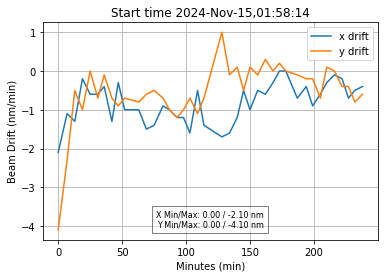 Start time 2024-Nov-15,01:58:14
x drift
y drift
1
0
−1
−2
−3
−4
Beam Drift (nm/min)
X Min/Max: 0.00 / -2.10 nm
Y Min/Max: 0.00 / -4.10 nm
0
50
100
150
200
Minutes (min)